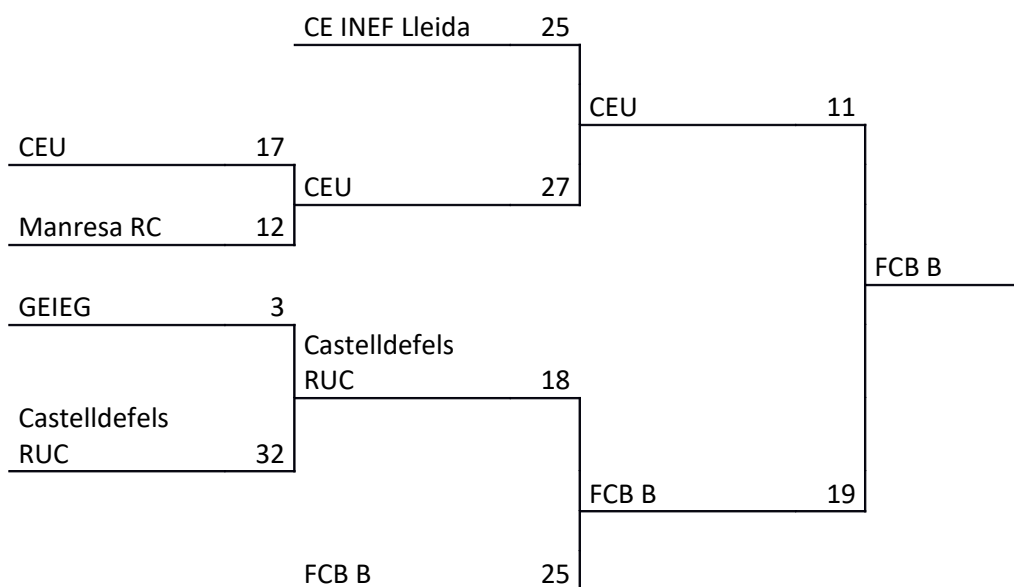 CE INEF Lleida 25
CEU 11
CEU 17
CEU 27
Manresa RC 12
FCB B
GEIEG 3
Castelldefels
RUC 18
Castelldefels
RUC 32
FCB B 19
FCB B 25